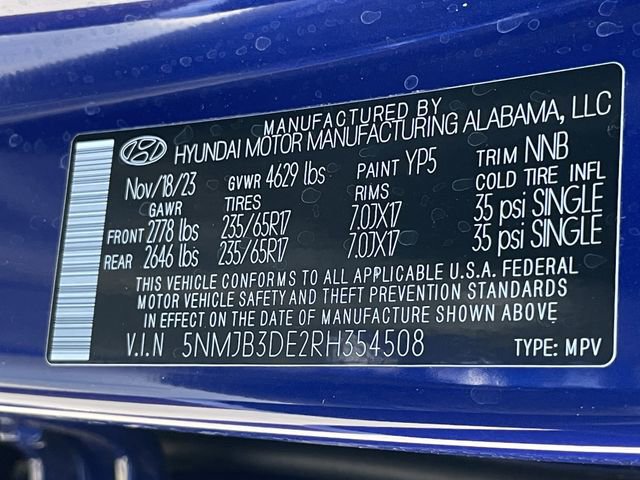 MANUFACTURED BY
HYUNDAI MOTOR MANUFACTURING ALABAMA, LLC
Nov/18/23 GVWR 4629 lbs PAINT YP5 TRIM NNB
GAWR TIRES RIMS COLD TIRE INFL
FRONT 2778 lbs 235/65R17 7.0JX17 35 psi SINGLE
REAR 2646 lbs 235/65R17 7.0JX17 35 psi SINGLE
THIS VEHICLE CONFORMS TO ALL APPLICABLE U.S.A. FEDERAL
MOTOR VEHICLE SAFETY AND THEFT PREVENTION STANDARDS
IN EFFECT ON THE DATE OF MANUFACTURE SHOWN ABOVE
V.I.N 5NMJB3DE2RH354508 TYPE: MPV